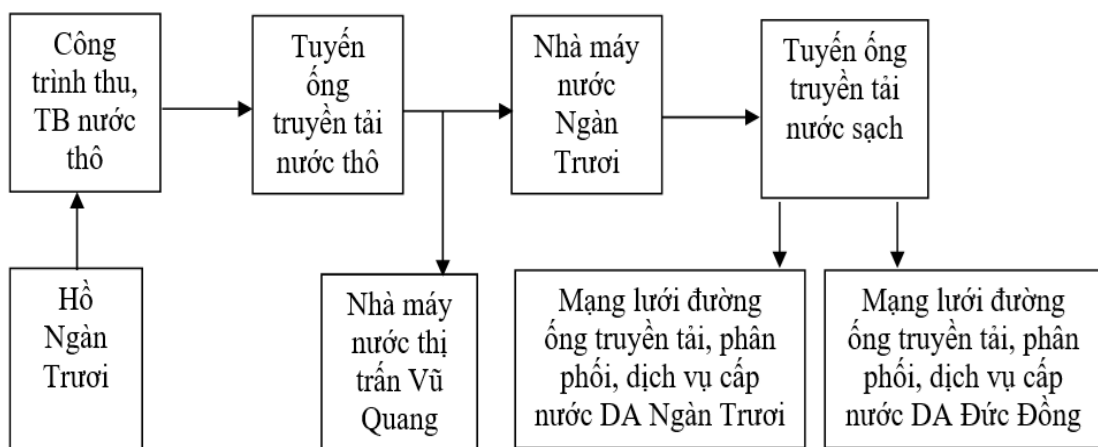 Công
trình thu,
TB nước
thô
Tuyến
ống
truyền tải
nước thô
Nhà máy
nước
Ngàn
Trươi
Tuyến ống
truyền tải
nước sạch
Hồ
Ngàn
Trươi
Nhà máy
nước thị
trấn Vũ
Quang
Mạng lưới đường
ống truyền tải, phân
phối, dịch vụ cấp
nước DA Ngàn Trươi
Mạng lưới đường
ống truyền tải, phân
phối, dịch vụ cấp
nước DA Đức Đồng